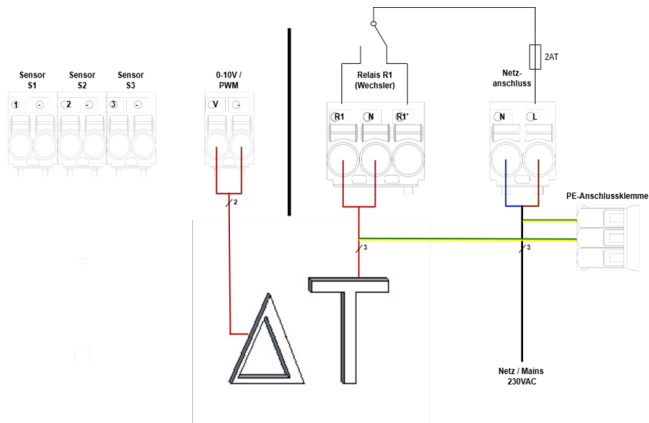 2AT
Sensor
S1
Sensor
S2
Sensor
S3
0-10V /
PWM
Relais R1
(Wechsler)
Netz-
anschluss
1 -
2 -
3 -
V -
R1 N R1'
N L
PE-Anschlussklemme
2
3
3
Δ T
Netz / Mains
230VAC